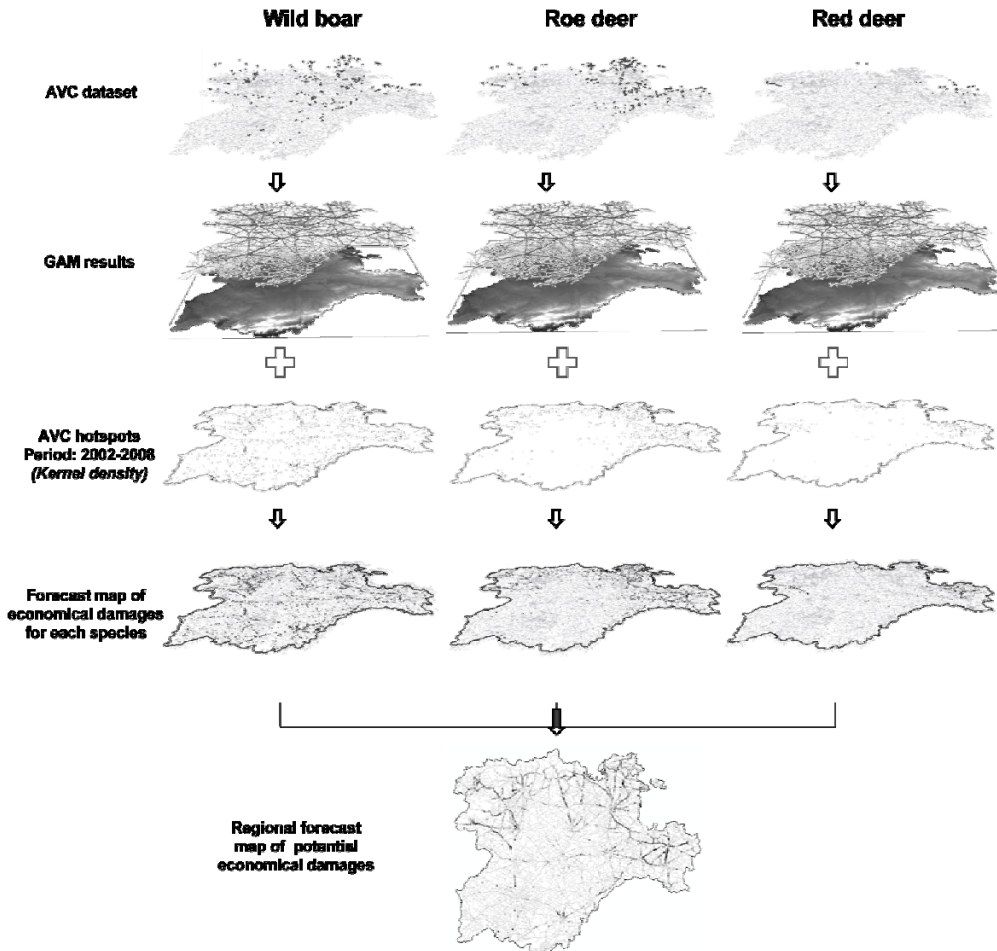 Wild boar
Roe deer
Red deer
AVC dataset
GAM results
AVC hotspots
Period: 2002-2008
(Kernel density)
Forecast map of
economical damages
for each species
Regional forecast
map of potential
economical damages